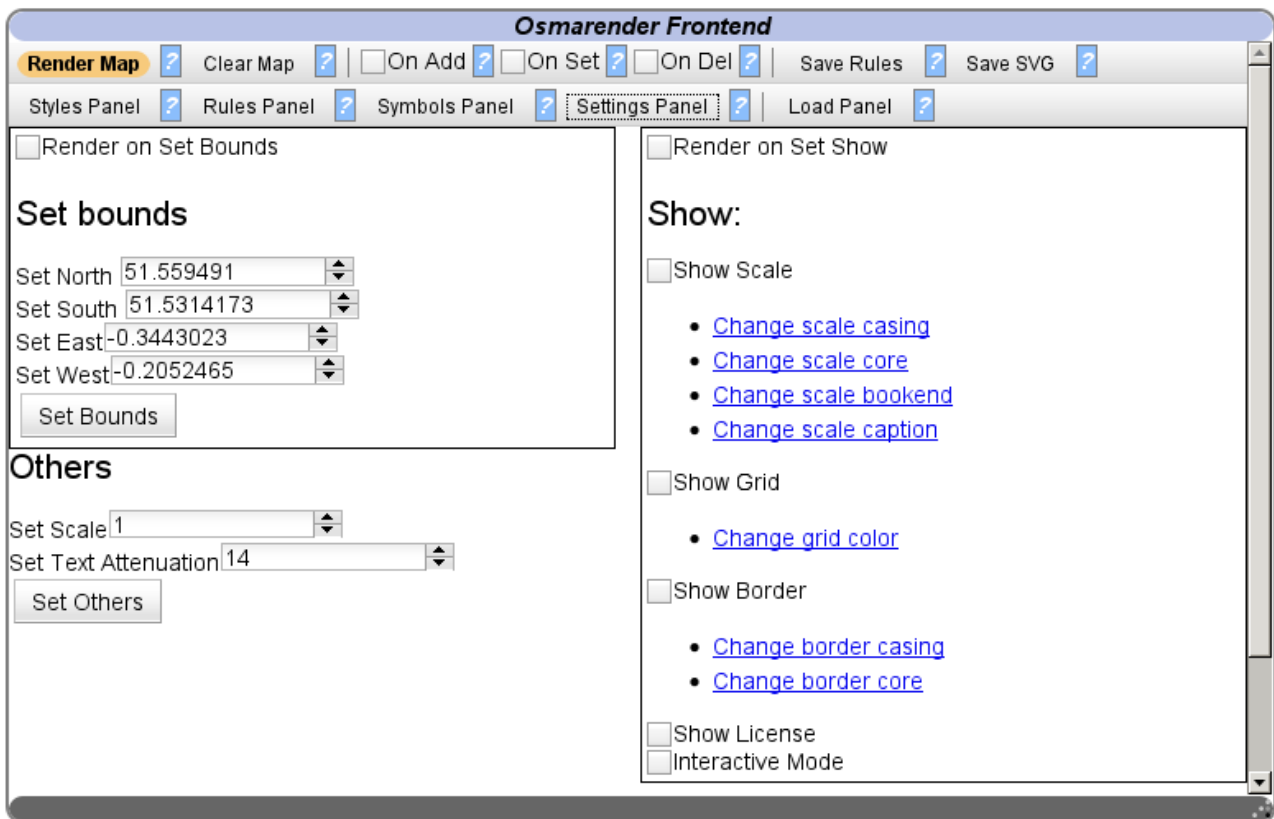 Osmarender Frontend
Render Map ? Clear Map ? On Add ? On Set ? On Del ? Save Rules ? Save SVG ?
Styles Panel ? Rules Panel ? Symbols Panel ? Settings Panel ? Load Panel ?
Render on Set Bounds
Set bounds
Set North 51.559491
Set South 51.5314173
Set East -0.3443023
Set West -0.2052465
Set Bounds
Others
Set Scale 1
Set Text Attenuation 14
Set Others
Render on Set Show
Show:
Show Scale
Change scale casing
Change scale core
Change scale bookend
Change scale caption
Show Grid
Change grid color
Show Border
Change border casing
Change border core
Show License
Interactive Mode